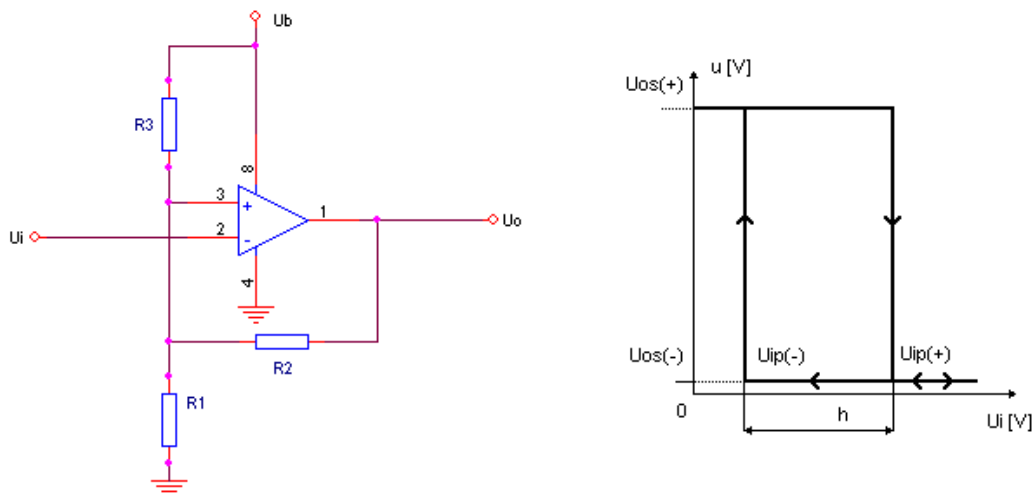 Ub
R3
8
3
+
2
-
1
Ui
Uo
4
R2
R1
u [V]
Uos(+)
Uos(-)
Uip(-)
Uip(+)
0
h
Ui [V]